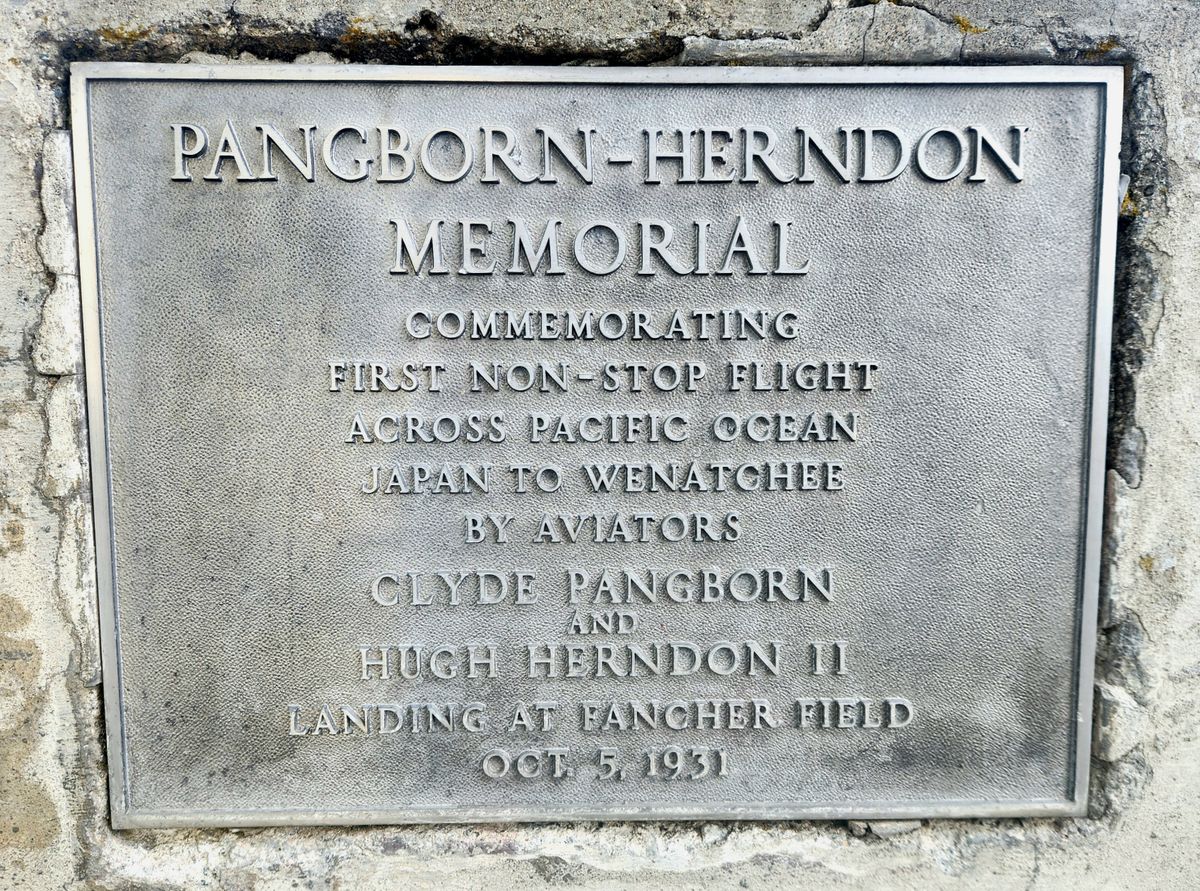 PANGBORN-HERNDON
MEMORIAL
COMMEMORATING
FIRST NON-STOP FLIGHT
ACROSS PACIFIC OCEAN
JAPAN TO WENATCHEE
BY AVIATORS
CLYDE PANGBORN
AND
HUGH HERNDON II
LANDING AT FANCHER FIELD
OCT. 5, 1931